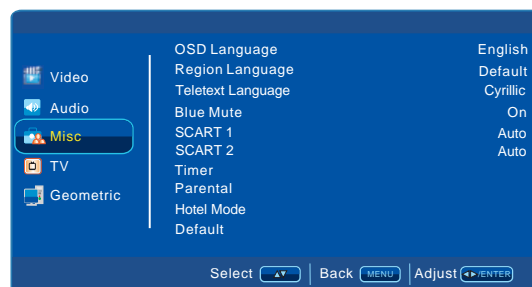 Video
Audio
Misc
TV
Geometric
OSD Language English
Region Language Default
Teletext Language Cyrillic
Blue Mute On
SCART 1 Auto
SCART 2 Auto
Timer
Parental
Hotel Mode
Default
Select ▲▼ Back MENU Adjust ◄►/ENTER